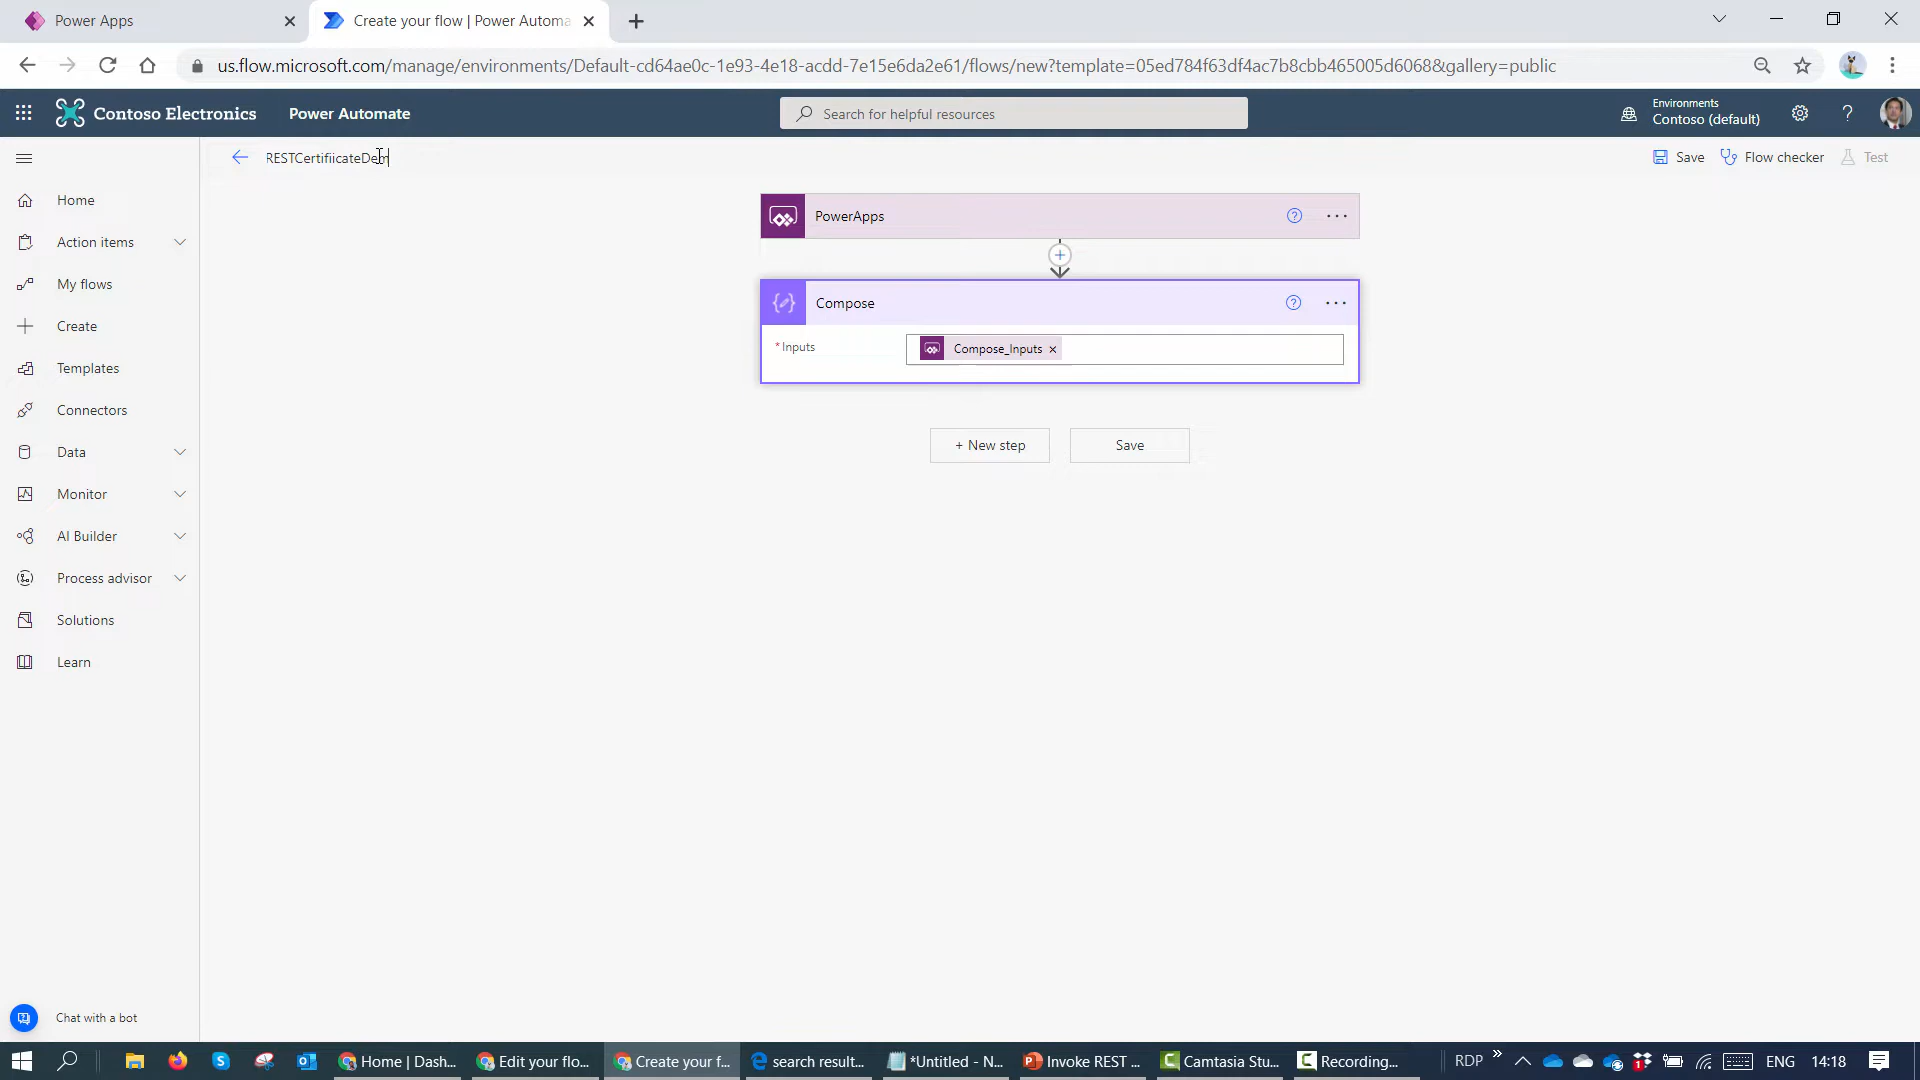 Power Apps
Create your flow | Power Automa
us.flow.microsoft.com/manage/environments/Default-cd64ae0c-1e93-4e18-acdd-7e15e6da2e61/flows/new?template=05ed784f63df4ac7b8cbb465005d6068&gallery=public
Contoso Electronics
Power Automate
Search for helpful resources
Environments
Contoso (default)
RESTCertifiicateDem
Save
Flow checker
Test
Home
Action items
My flows
Create
Templates
Connectors
Data
Monitor
AI Builder
Process advisor
Solutions
Learn
PowerApps
Compose
* Inputs
Compose_Inputs
+ New step
Save
Chat with a bot
Home | Dash...
Edit your flo...
Create your f...
search result...
*Untitled - N...
Invoke REST ...
Camtasia Stu...
Recording...
RDP
ENG
14:18